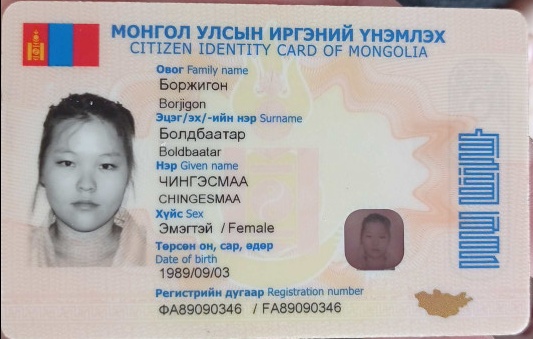 МОНГОЛ УЛСЫН ИРГЭНИЙ ҮНЭМЛЭХ
CITIZEN IDENTITY CARD OF MONGOLIA
Овог Family name
Боржигон
Borjigon
Эцэг/эх/-ийн нэр Surname
Болдбаатар
Boldbaatar
Нэр Given name
ЧИНГЭСМАА
CHINGESMAA
Хүйс Sex
Эмэгтэй / Female
Төрсөн он, сар, өдөр
Date of birth
1989/09/03
Регистрийн дугаар Registration number
ФА89090346 / FA89090346